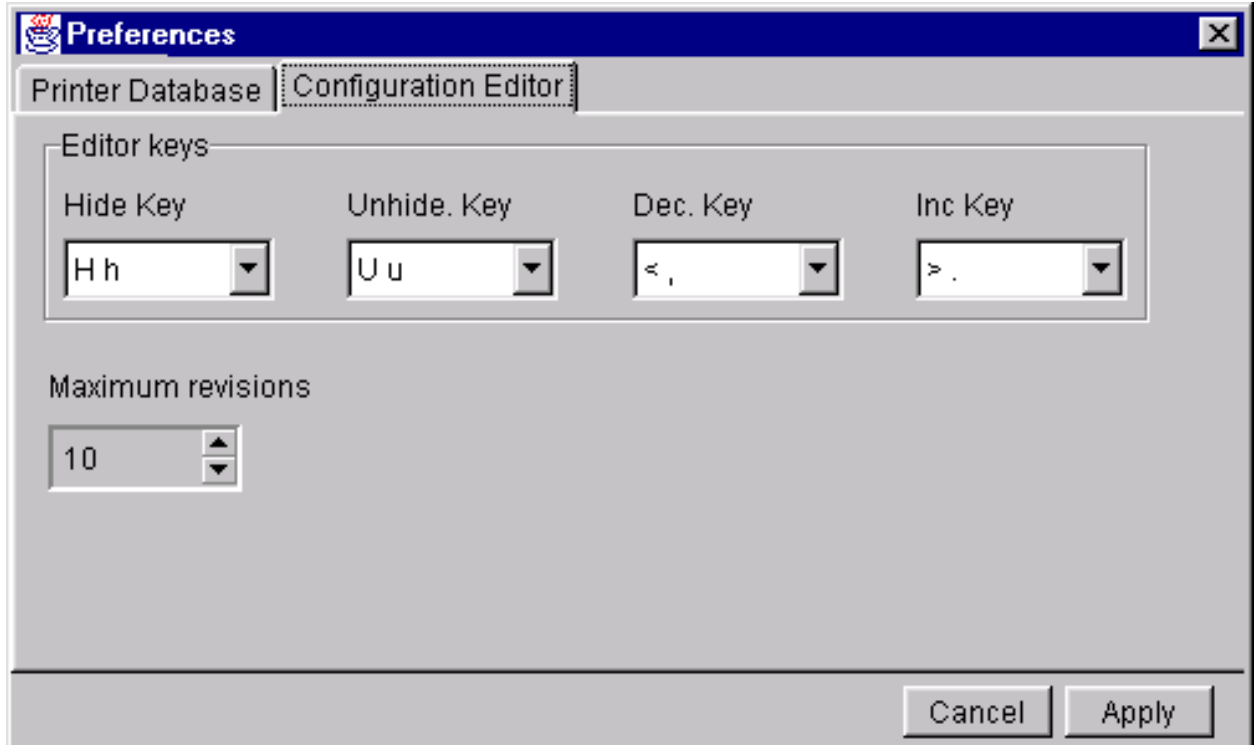 Preferences
Printer Database Configuration Editor
Editor keys
Hide Key Unhide. Key Dec. Key Inc Key
H h U u < , > .
Maximum revisions
10
Cancel Apply